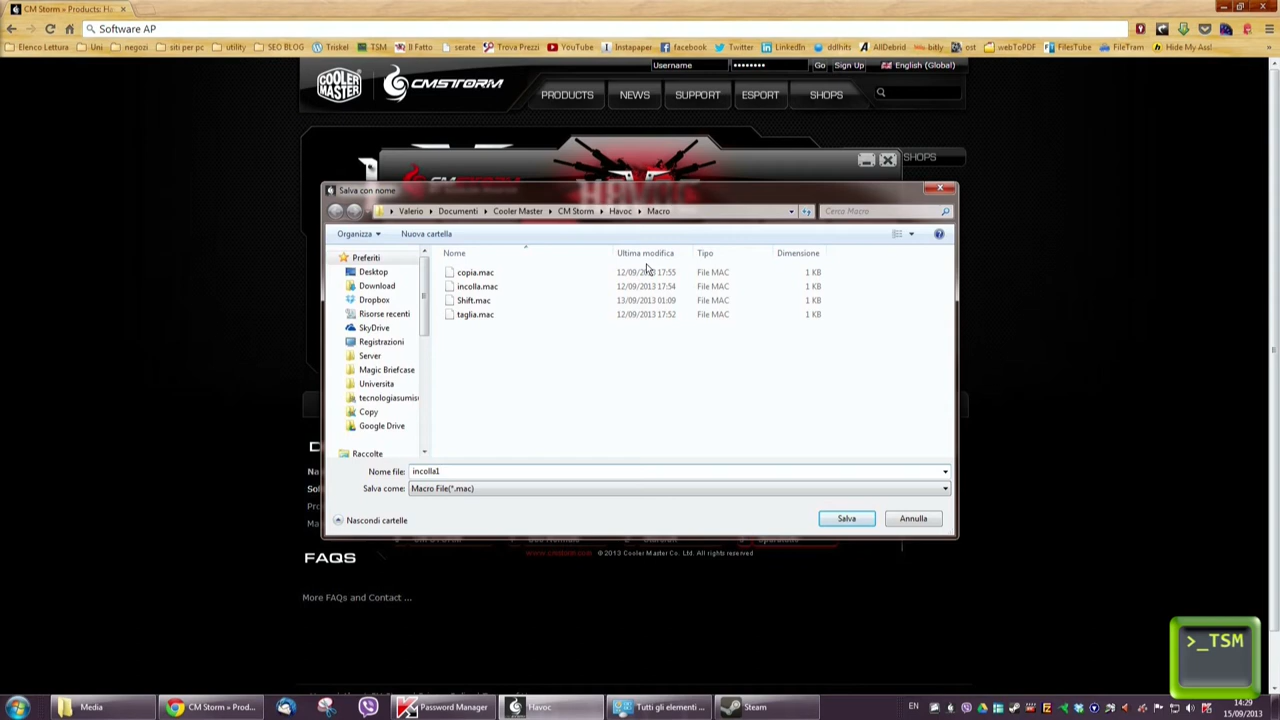 CM Storm » Products: Ha
Software AP
Elenco Lettura
Uni
negozi
siti per pc
utility
SEO BLOG
Triskel
TSM
Il Fatto
serate
Trova Prezzi
YouTube
Instapaper
facebook
Twitter
LinkedIn
ddlhits
AllDebrid
bitly
ost
webToPDF
FilesTube
FileTram
Hide My Ass!
COOLER MASTER
CMSTORM
Username
Go
Sign Up
English (Global)
PRODUCTS
NEWS
SUPPORT
ESPORT
SHOPS
SHOPS
Salva con nome
Valerio
Documenti
Cooler Master
CM Storm
Havoc
Macro
Cerca Macro
Organizza
Nuova cartella
Nome
Ultima modifica
Tipo
Dimensione
copia.mac 12/09/2013 17:55 File MAC 1 KB
incolla.mac 12/09/2013 17:54 File MAC 1 KB
Shift.mac 13/09/2013 01:09 File MAC 1 KB
taglia.mac 12/09/2013 17:52 File MAC 1 KB
Preferiti
Desktop
Download
Dropbox
Risorse recenti
SkyDrive
Registrazioni
Server
Magic Briefcase
Universita
tecnologiasumis
Copy
Google Drive
Raccolte
Nome file: incolla1
Salva come: Macro File(*.mac)
Nascondi cartelle
Salva
Annulla
www.cmstorm.com © 2013 Cooler Master Co. Ltd. All rights reserved
FAQS
More FAQs and Contact ...
>_TSM
Media
CM Storm » Prod...
Password Manager
Havoc
Tutti gli elementi ...
Steam
EN
14:29
15/09/2013